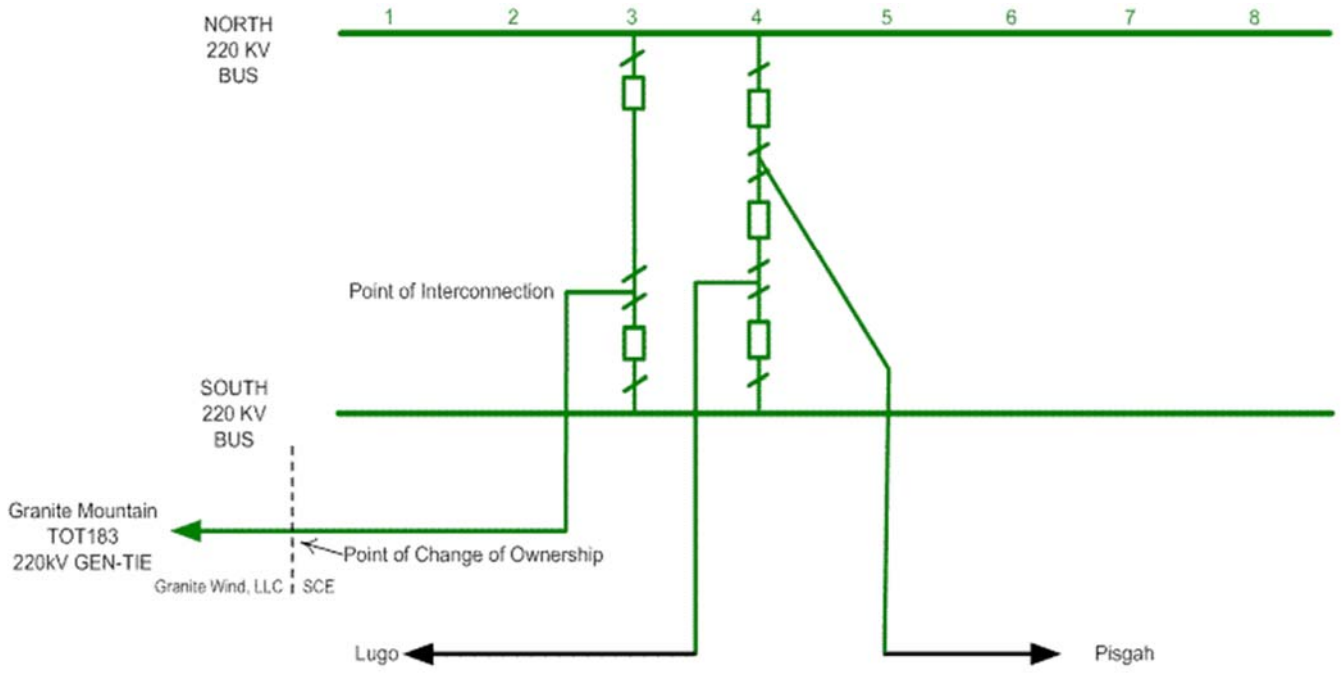 1 2 3 4 5 6 7 8
NORTH
220 KV
BUS
Point of Interconnection
SOUTH
220 KV
BUS
Granite Mountain
TOT183
220kV GEN-TIE
Point of Change of Ownership
Granite Wind, LLC SCE
Lugo Pisgah